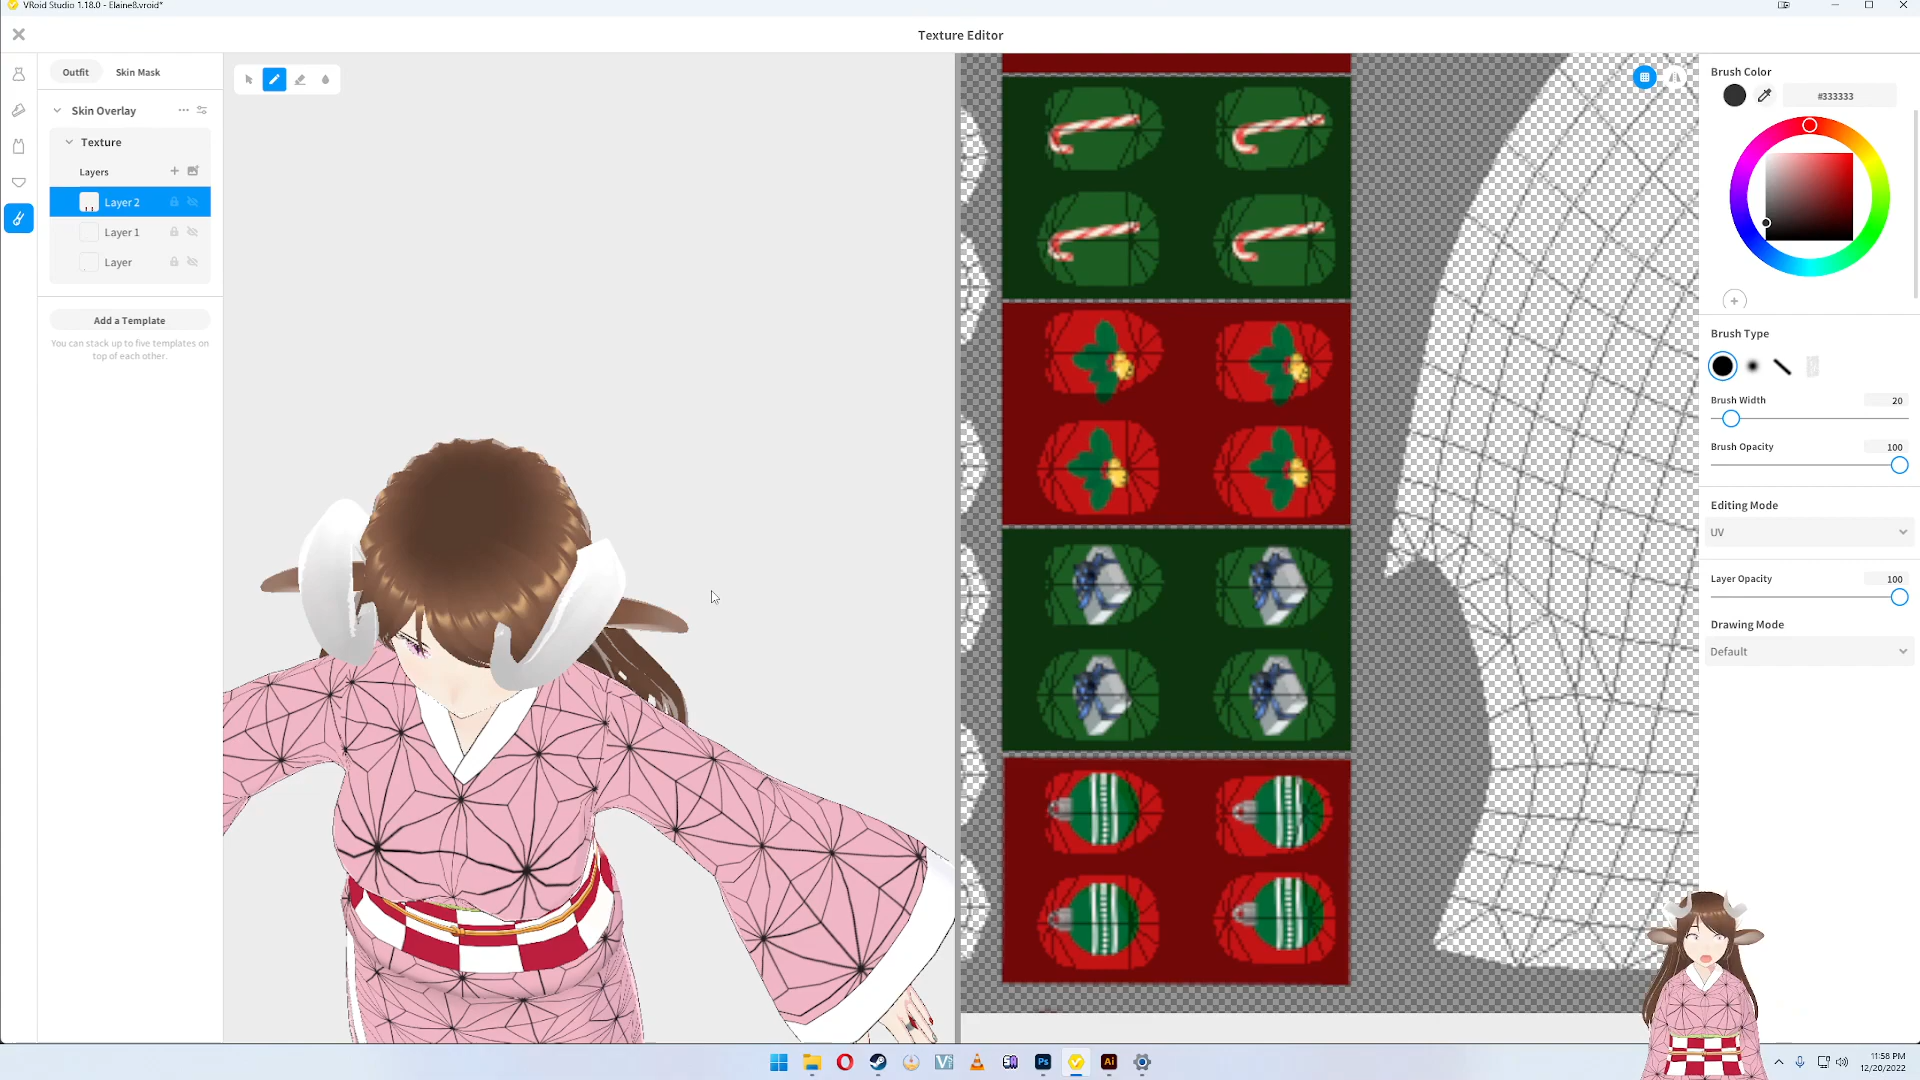 VRoid Studio 1.18.0 - Elaine8.vroid*
Texture Editor
Outfit
Skin Mask
Skin Overlay
Texture
Layers
Layer 2
Layer 1
Layer
Add a Template
You can stack up to five templates on
top of each other.
Brush Color
#333333
Brush Type
Brush Width
20
Brush Opacity
100
Editing Mode
UV
Layer Opacity
100
Drawing Mode
Default
Ps
Ai
11:58 PM
12/20/2022